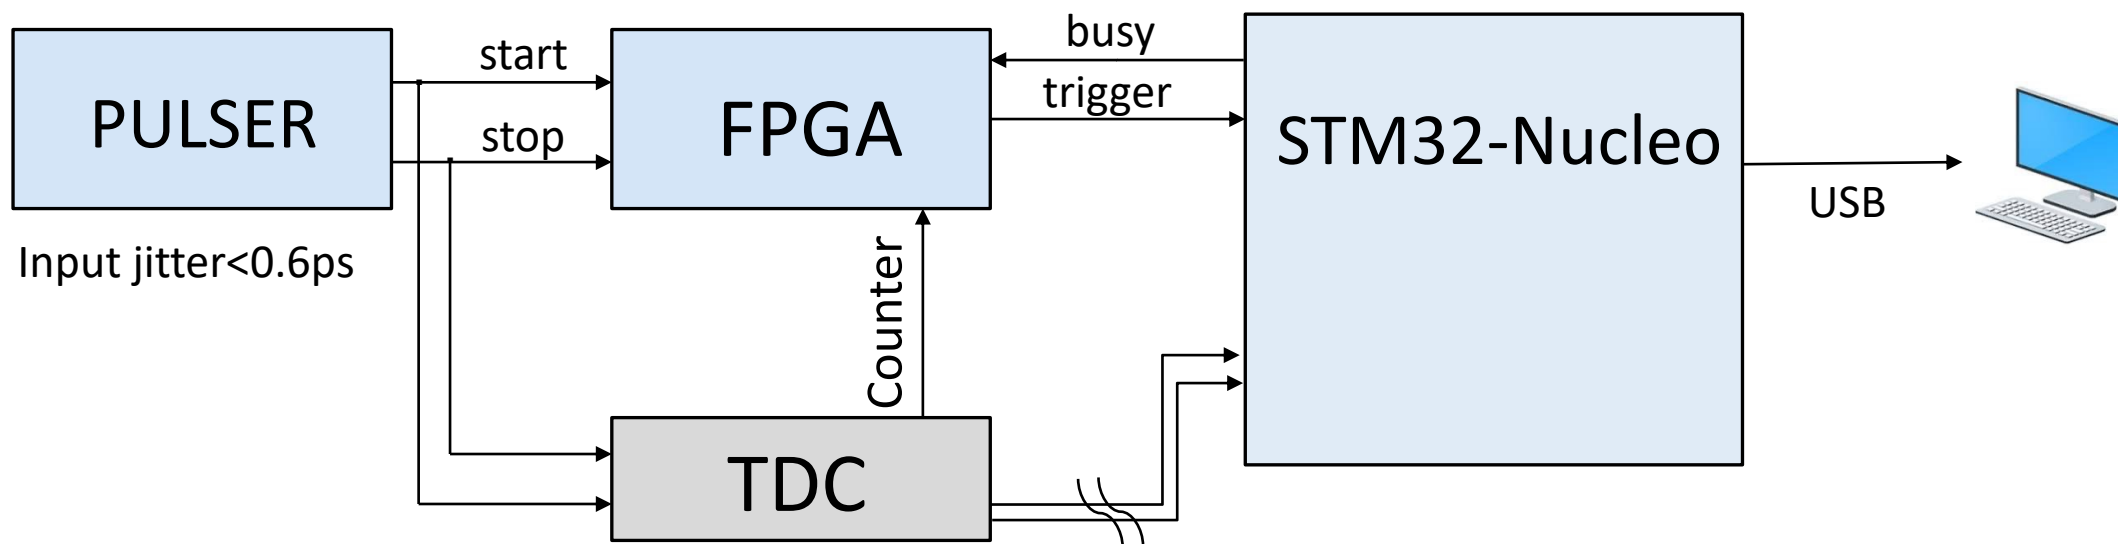 PULSER
start
stop
FPGA
busy
trigger
STM32-Nucleo
USB
Input jitter<0.6ps
Counter
TDC